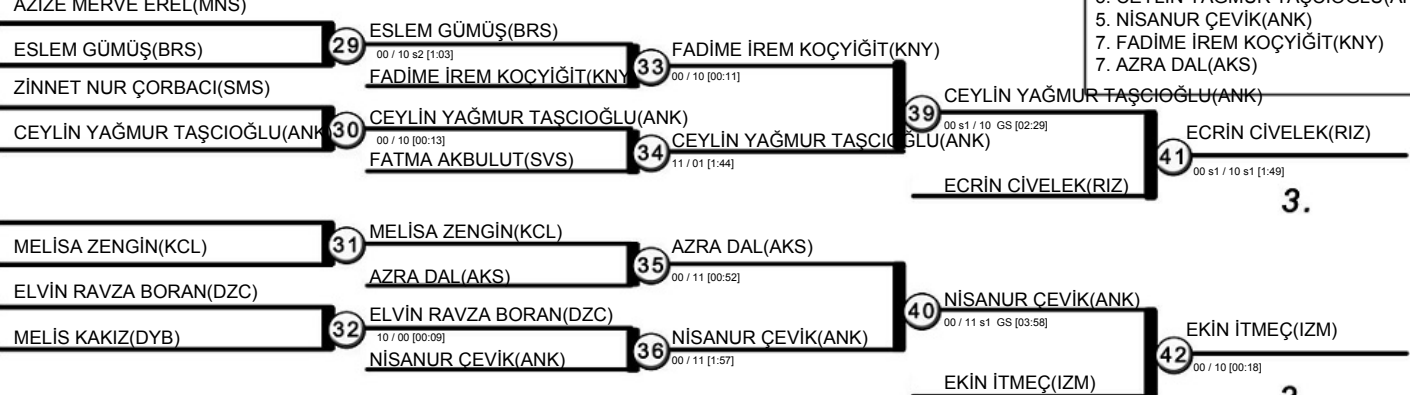 AZİZE MERVE EREL(MNS)
ESLEM GÜMÜŞ(BRS)
29
ESLEM GÜMÜŞ(BRS)
00 / 10 s2 [1:03]
FADİME İREM KOÇYİĞİT(KNY
33
FADİME İREM KOÇYİĞİT(KNY)
00 / 10 [00:11]
ZİNNET NUR ÇORBACI(SMS)
CEYLİN YAĞMUR TAŞCIOĞLU(ANK
30
CEYLİN YAĞMUR TAŞCIOĞLU(ANK)
00 / 10 [00:13]
FATMA AKBULUT(SVS)
34
CEYLİN YAĞMUR TAŞCIOĞLU(ANK)
11 / 01 [1:44]
39
CEYLİN YAĞMUR TAŞCIOĞLU(ANK)
00 s1 / 10 GS [02:29]
ECRİN CİVELEK(RIZ)
41
ECRİN CİVELEK(RIZ)
00 s1 / 10 s1 [1:49]
3.
5. NİSANUR ÇEVİK(ANK)
7. FADİME İREM KOÇYİĞİT(KNY)
7. AZRA DAL(AKS)
MELİSA ZENGİN(KCL)
31
MELİSA ZENGİN(KCL)
AZRA DAL(AKS)
35
AZRA DAL(AKS)
00 / 11 [00:52]
ELVİN RAVZA BORAN(DZC)
MELİS KAKIZ(DYB)
32
ELVİN RAVZA BORAN(DZC)
10 / 00 [00:09]
NİSANUR ÇEVİK(ANK)
36
NİSANUR ÇEVİK(ANK)
00 / 11 [1:57]
40
NİSANUR ÇEVİK(ANK)
00 / 11 s1 GS [03:58]
EKİN İTMEÇ(IZM)
42
EKİN İTMEÇ(IZM)
00 / 10 [00:18]